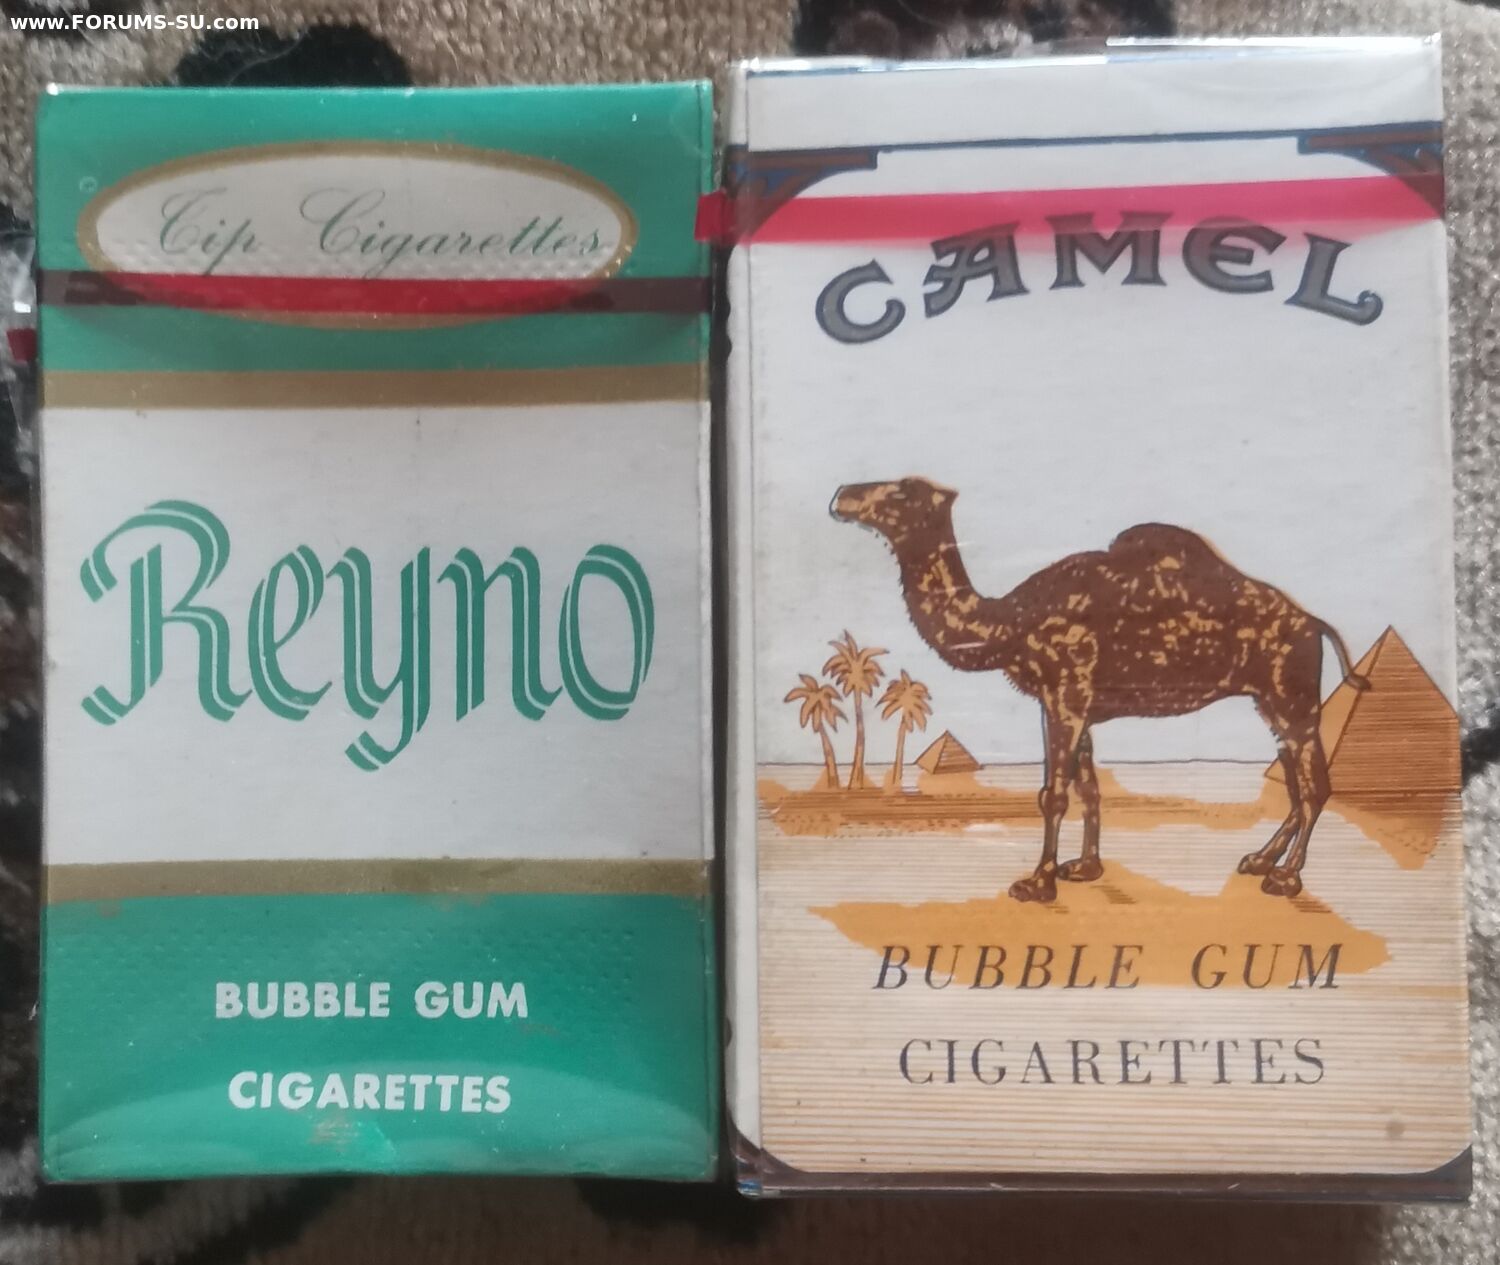 www.FORUMS-SU.com
Tip Cigarettes
Reyno
BUBBLE GUM
CIGARETTES
CAMEL
BUBBLE GUM
CIGARETTES